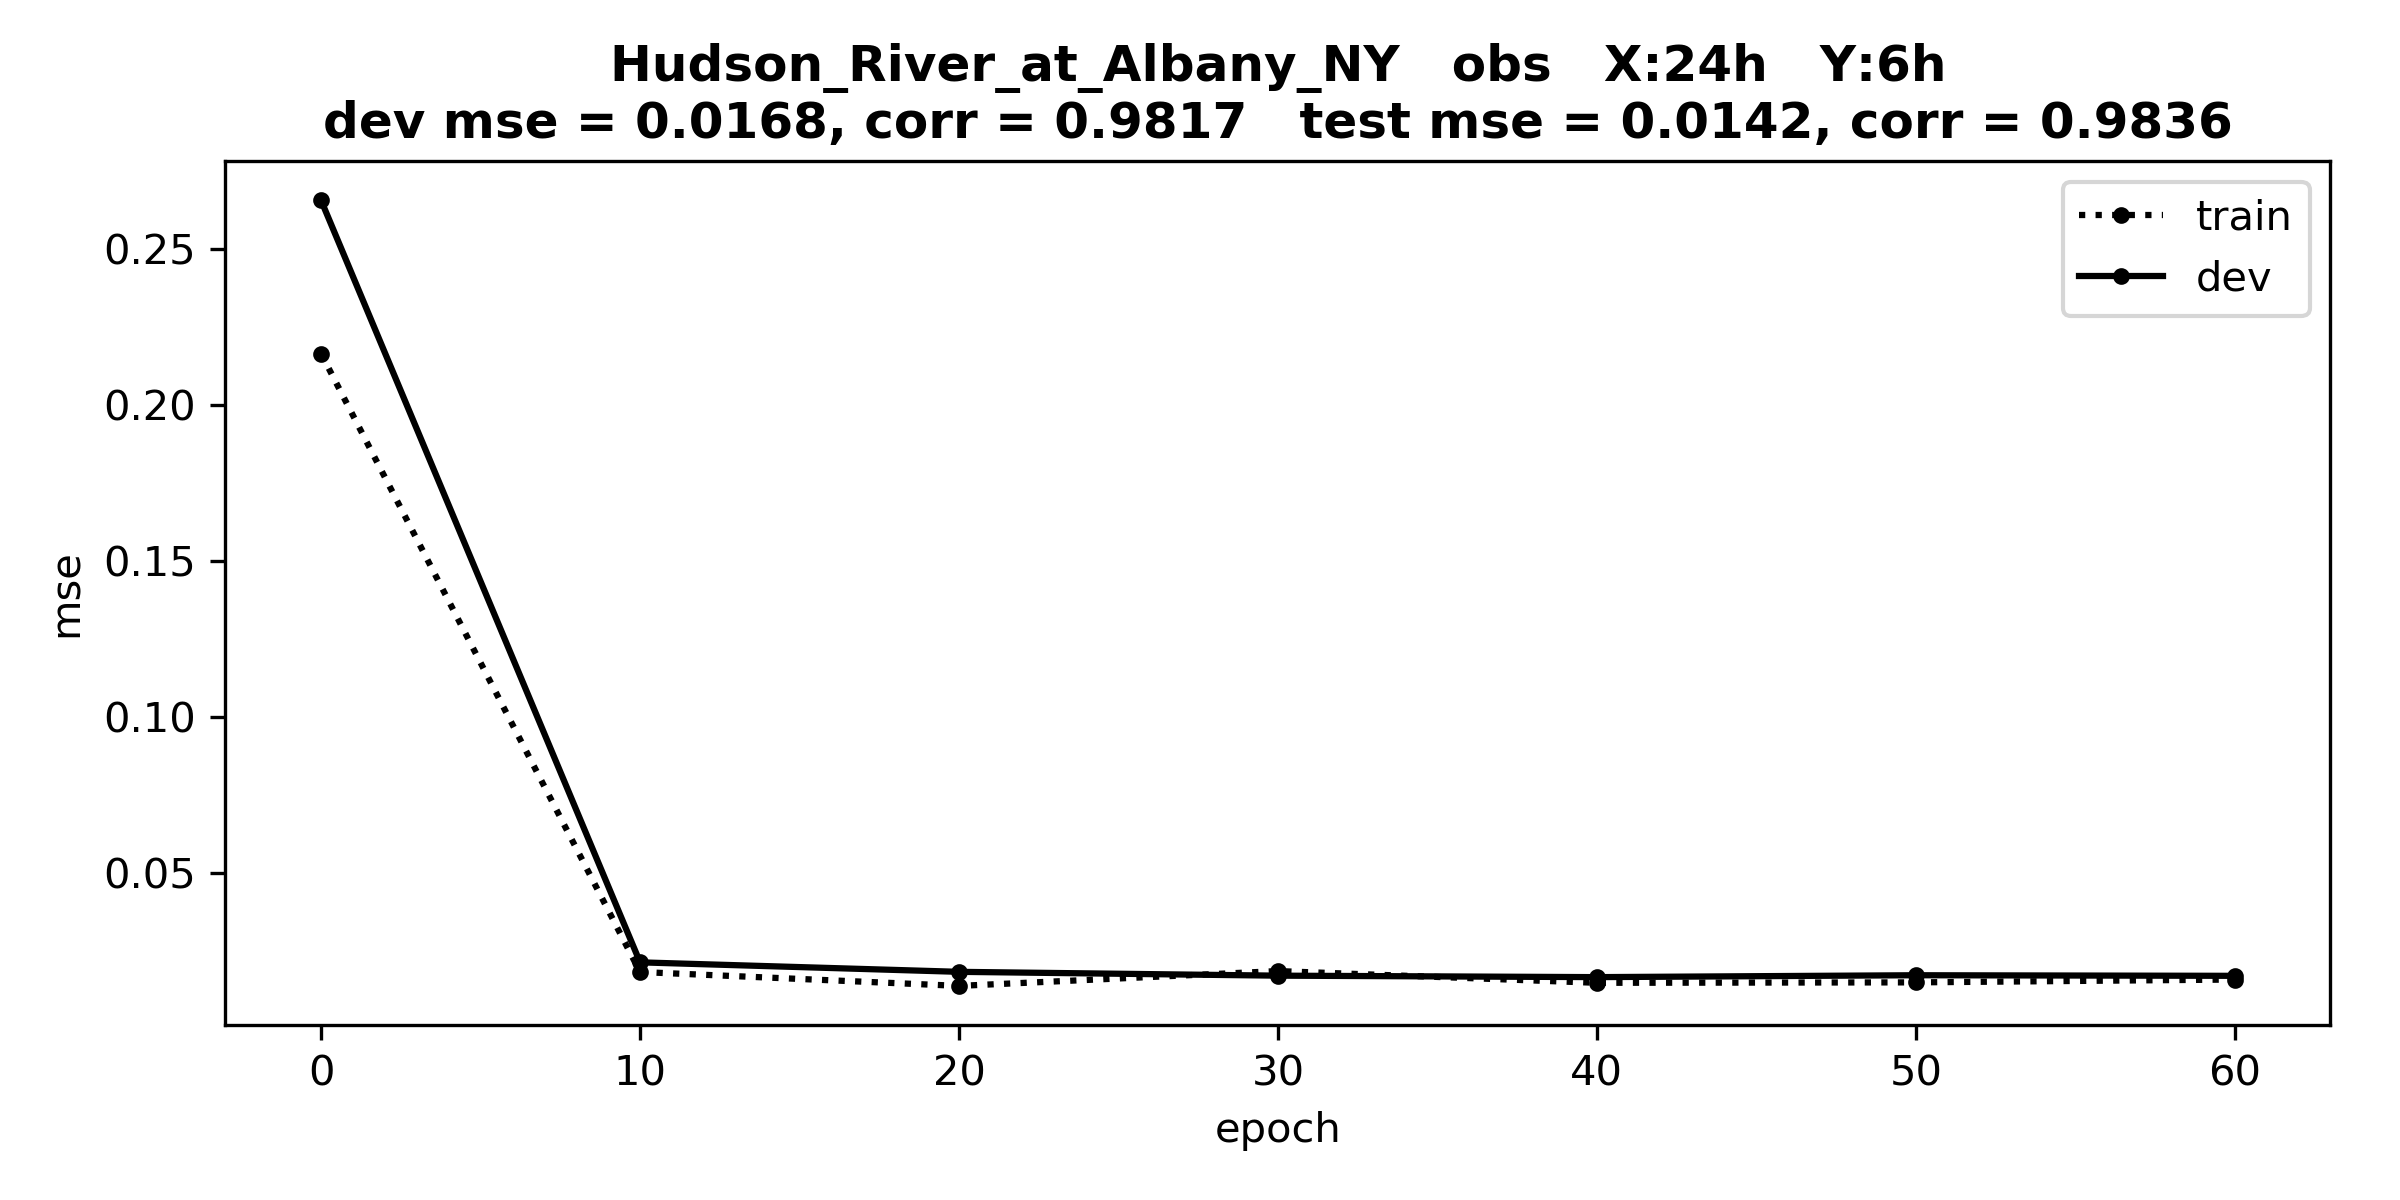 Hudson_River_at_Albany_NY   obs   X:24h   Y:6h
dev mse = 0.0168, corr = 0.9817   test mse = 0.0142, corr = 0.9836
train
dev
mse
0.25
0.20
0.15
0.10
0.05
0 10 20 30 40 50 60
epoch